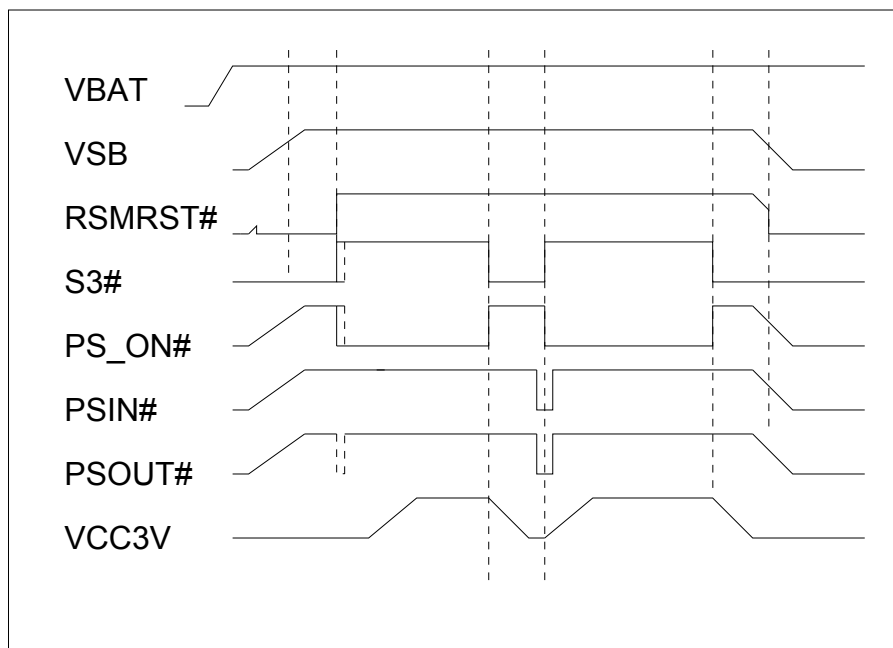 VBAT
VSB
RSMRST#
S3#
PS_ON#
PSIN#
PSOUT#
VCC3V